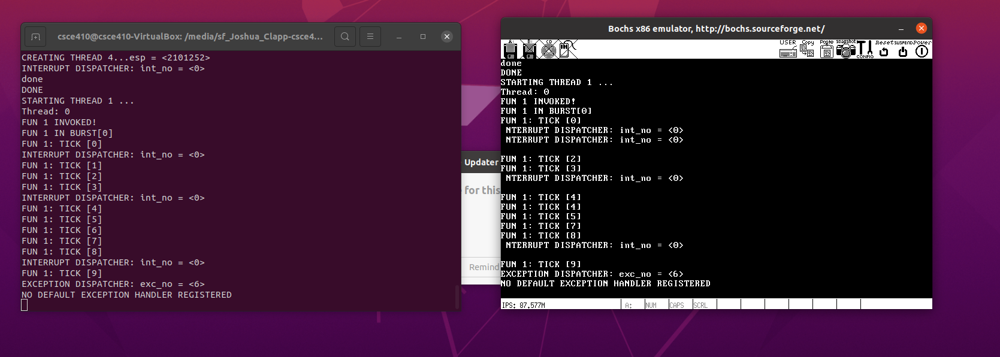 csce410@csce410-VirtualBox: /media/sf_Joshua_Clapp-csce4...
CREATING THREAD 4...esp = <2101252>
INTERRUPT DISPATCHER: int_no = <0>
done
DONE
STARTING THREAD 1 ...
Thread: 0
FUN 1 INVOKED!
FUN 1 IN BURST[0]
FUN 1: TICK [0]
INTERRUPT DISPATCHER: int_no = <0>
FUN 1: TICK [1]
FUN 1: TICK [2]
FUN 1: TICK [3]
INTERRUPT DISPATCHER: int_no = <0>
FUN 1: TICK [4]
FUN 1: TICK [5]
FUN 1: TICK [6]
FUN 1: TICK [7]
FUN 1: TICK [8]
INTERRUPT DISPATCHER: int_no = <0>
FUN 1: TICK [9]
EXCEPTION DISPATCHER: exc_no = <6>
NO DEFAULT EXCEPTION HANDLER REGISTERED
Updater
for this
Remind
Bochs x86 emulator, http://bochs.sourceforge.net/
A: B: CD USER Copy Paste snapshot CONFIG Reset SUSPEND Power
done
DONE
STARTING THREAD 1 ...
Thread: 0
FUN 1 INVOKED!
FUN 1 IN BURST[0]
FUN 1: TICK [0]
NTERRUPT DISPATCHER: int_no = <0>
NTERRUPT DISPATCHER: int_no = <0>
FUN 1: TICK [2]
FUN 1: TICK [3]
NTERRUPT DISPATCHER: int_no = <0>
FUN 1: TICK [4]
FUN 1: TICK [4]
FUN 1: TICK [5]
FUN 1: TICK [7]
FUN 1: TICK [8]
NTERRUPT DISPATCHER: int_no = <0>
FUN 1: TICK [9]
EXCEPTION DISPATCHER: exc_no = <6>
NO DEFAULT EXCEPTION HANDLER REGISTERED
IPS: 87.577M A: NUM CAPS SCRL